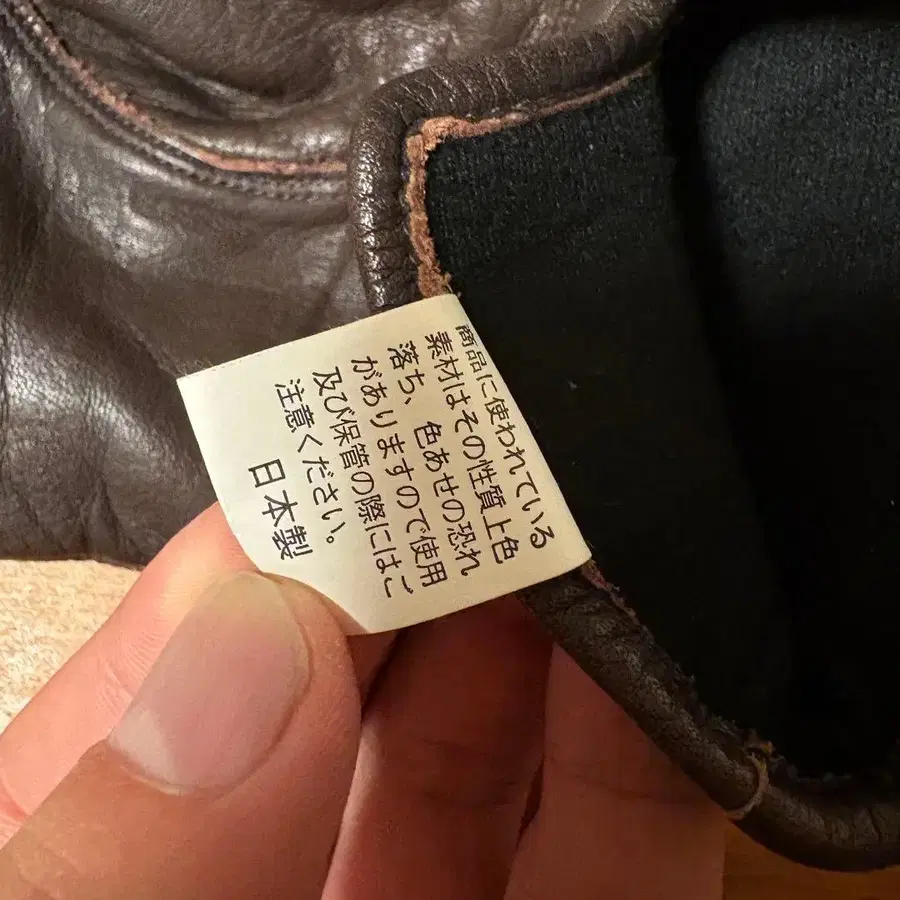 商品に使われている
素材はその性質上色
落ち、色あせの恐れ
がありますので使用
及び保管の際にはご
注意ください。
日本製